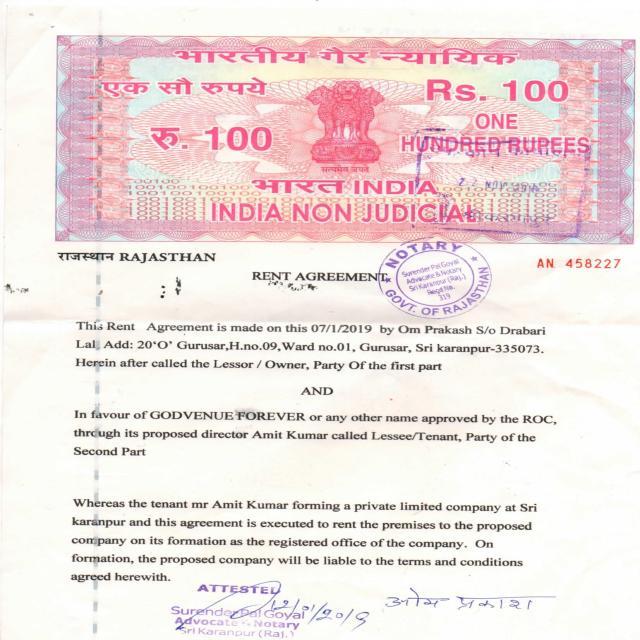 भारतीय गैर न्यायिक
एक सौ रुपये
Rs. 100
रु. 100
ONE
HUNDRED RUPEES
सत्यमेव जयते
भारत INDIA
INDIA NON JUDICIAL
राजस्थान RAJASTHAN
AN 458227
NOTARY
Surender Pal Goyal
Advocate & Notary
Sri Karanpur (Raj.)
Regd No.
319
GOVT. OF RAJASTHAN
RENT AGREEMENT
This Rent Agreement is made on this 07/1/2019 by Om Prakash S/o Drabari
Lal, Add: 20'O' Gurusar,H.no.09,Ward no.01, Gurusar, Sri karanpur-335073.
Herein after called the Lessor / Owner, Party Of the first part
AND
In favour of GODVENUE FOREVER or any other name approved by the ROC,
through its proposed director Amit Kumar called Lessee/Tenant, Party of the
Second Part
Whereas the tenant mr Amit Kumar forming a private limited company at Sri
karanpur and this agreement is executed to rent the premises to the proposed
company on its formation as the registered office of the company. On
formation, the proposed company will be liable to the terms and conditions
agreed herewith.
ATTESTED
12/01/2019
ओम प्रकाश
Surender Pal Goyal
Advocate & Notary
Sri Karanpur (Raj.)